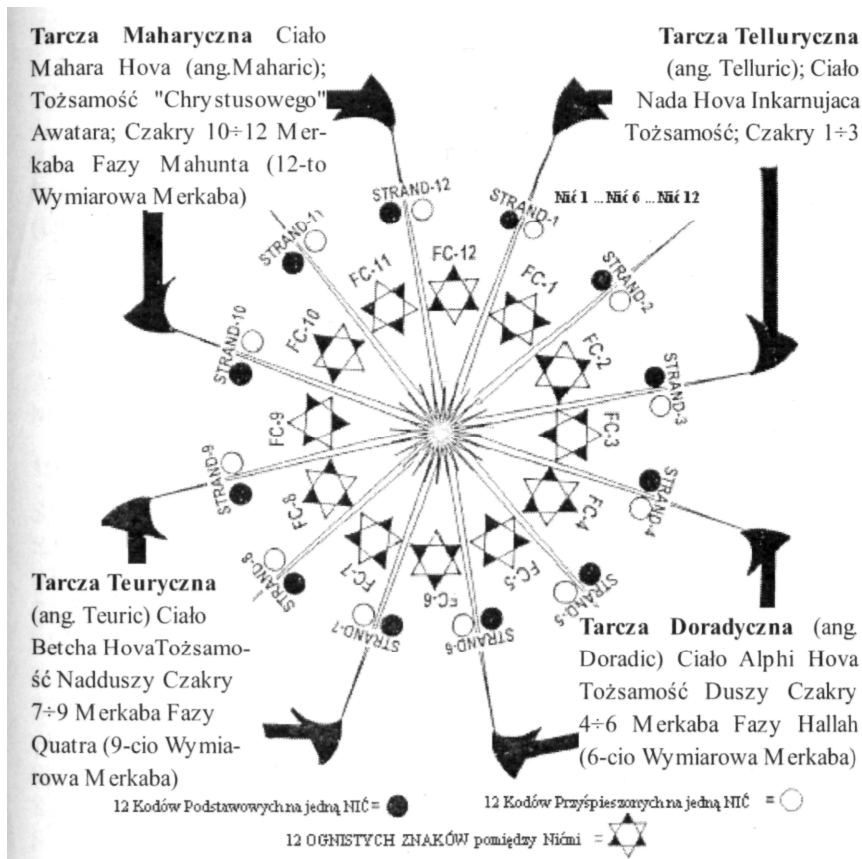 Tarcza Maharyczna Ciało
Mahara Hova (ang.Maharic);
Tożsamość "Chrystusowego"
Awatara; Czakry 10÷12 Mer-
kaba Fazy Mahunta (12-to
Wymiarowa Merkaba)
Tarcza Telluryczna
(ang. Telluric); Ciało
Nada Hova Inkarnujaca
Tożsamość; Czakry 1÷3
Nić 1 ... Nić 6 ... Nić 12
STRAND-12
STRAND-1
STRAND-2
STRAND-3
STRAND-4
STRAND-5
STRAND-6
STRAND-7
STRAND-8
STRAND-9
STRAND-10
STRAND-11
FC-12
FC-1
FC-2
FC-3
FC-4
FC-5
FC-6
FC-7
FC-8
FC-9
FC-10
FC-11
Tarcza Teuryczna
(ang. Teuric) Ciało
Betcha HovaTożsamo-
ść Nadduszy Czakry
7÷9 Merkaba Fazy
Quatra (9-cio Wymia-
rowa Merkaba)
Tarcza Doradyczna (ang.
Doradic) Ciało Alphi Hova
Tożsamość Duszy Czakry
4÷6 Merkaba Fazy Hallah
(6-cio Wymiarowa Merkaba)
12 Kodów Podstawowych na jedną NIĆ =
12 Kodów Przyśpieszonych na jedną NIĆ =
12 OGNISTYCH ZNAKÓW pomiędzy Nićmi =